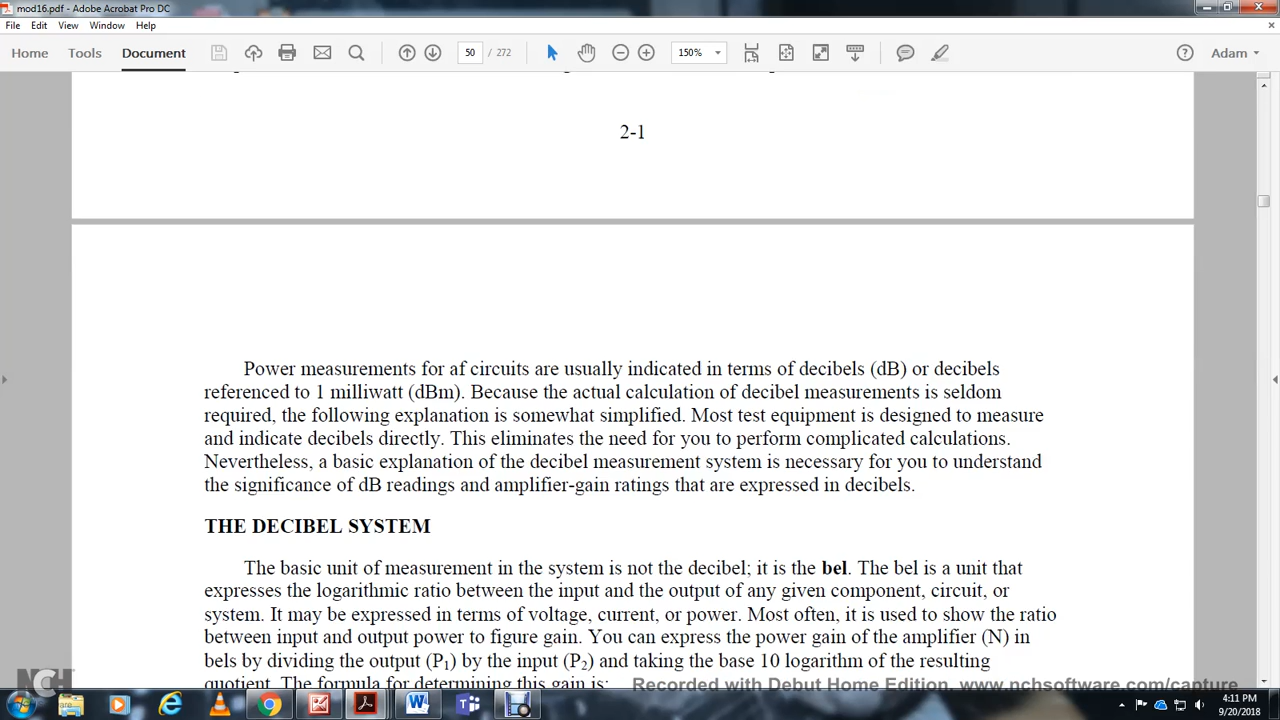 mod16.pdf - Adobe Acrobat Pro DC
File Edit View Window Help
Home Tools Document 50 / 272 150% Adam
2-1
Power measurements for af circuits are usually indicated in terms of decibels (dB) or decibels
referenced to 1 milliwatt (dBm). Because the actual calculation of decibel measurements is seldom
required, the following explanation is somewhat simplified. Most test equipment is designed to measure
and indicate decibels directly. This eliminates the need for you to perform complicated calculations.
Nevertheless, a basic explanation of the decibel measurement system is necessary for you to understand
the significance of dB readings and amplifier-gain ratings that are expressed in decibels.
THE DECIBEL SYSTEM
The basic unit of measurement in the system is not the decibel; it is the bel. The bel is a unit that
expresses the logarithmic ratio between the input and the output of any given component, circuit, or
system. It may be expressed in terms of voltage, current, or power. Most often, it is used to show the ratio
between input and output power to figure gain. You can express the power gain of the amplifier (N) in
bels by dividing the output (P1) by the input (P2) and taking the base 10 logarithm of the resulting
quotient. The formula for determining this gain is:
Recorded with Debut Home Edition. www.nchsoftware.com/capture
NCH
4:11 PM
9/20/2018